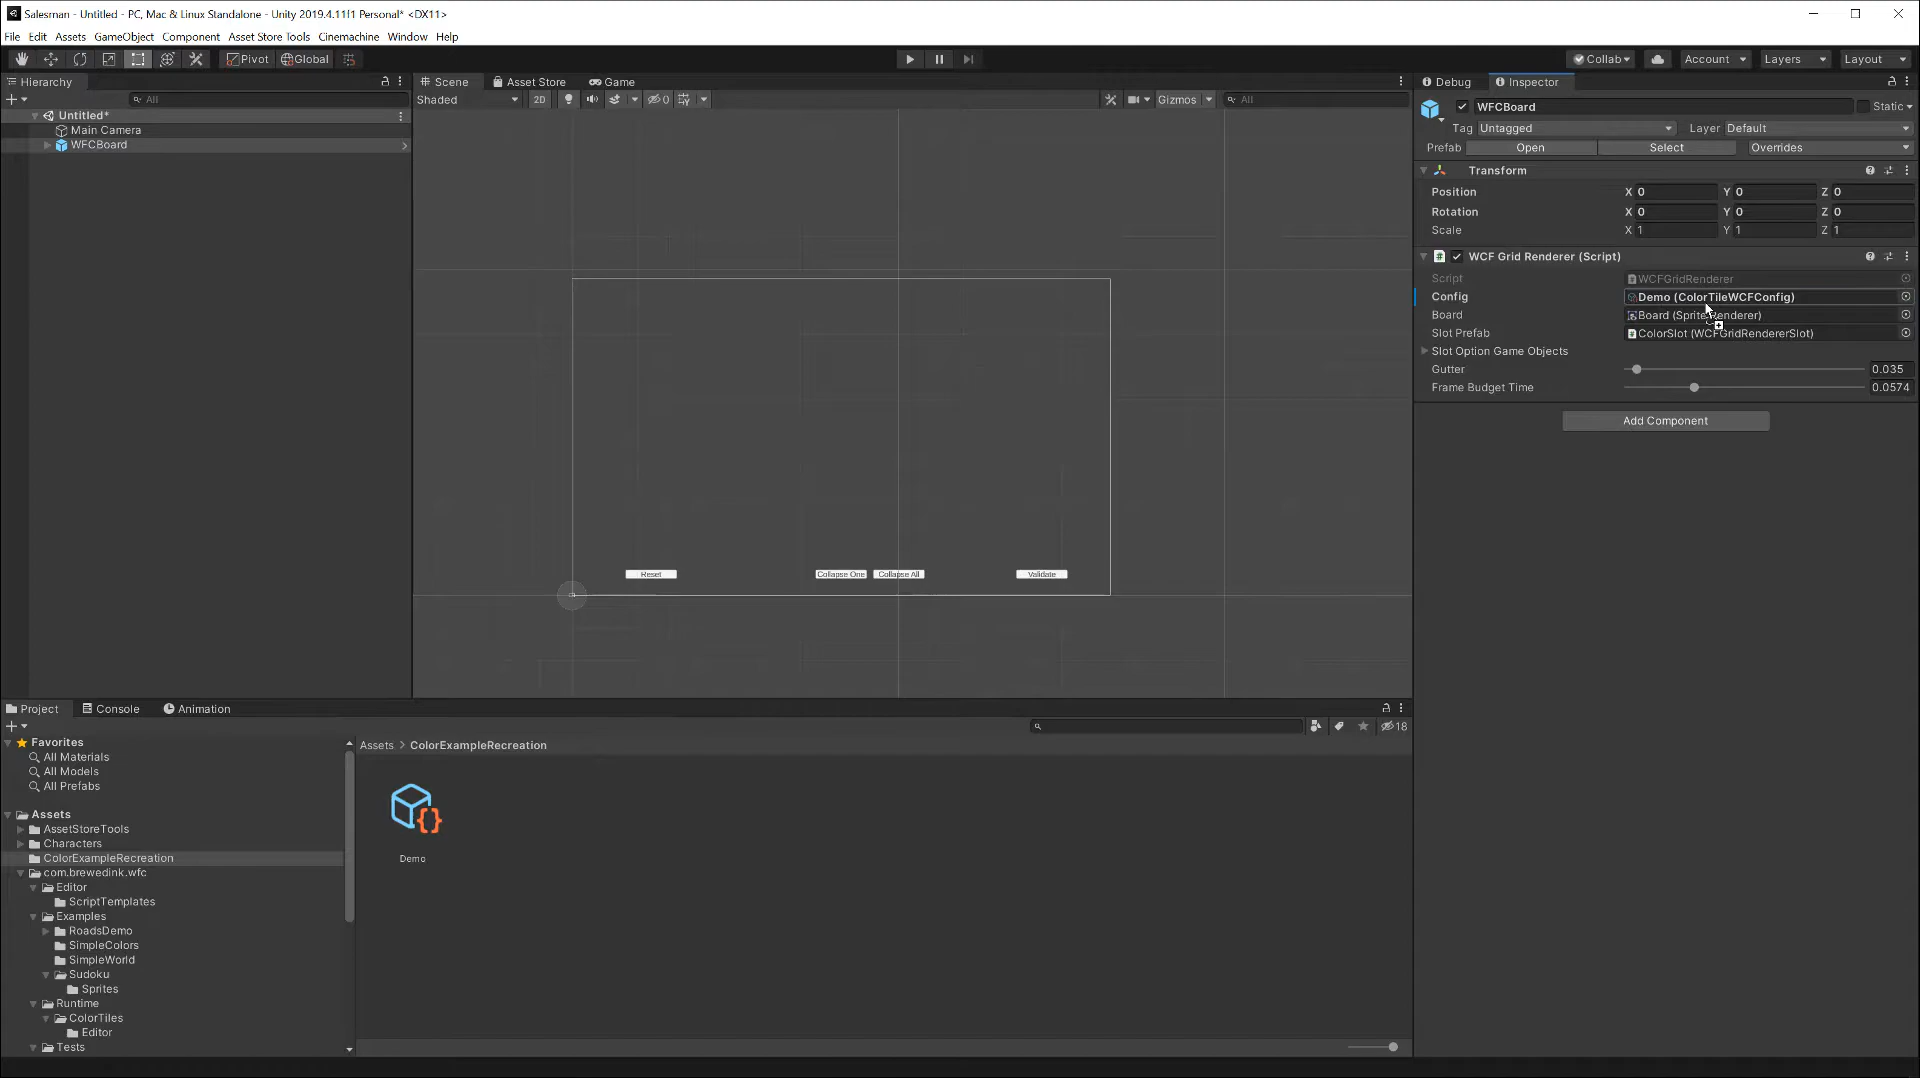 Salesman - Untitled - PC, Mac & Linux Standalone - Unity 2019.4.11f1 Personal* <DX11>
File Edit Assets GameObject Component Asset Store Tools Cinemachine Window Help
Pivot Global Collab Account Layers Layout
Hierarchy
All
Untitled*
Main Camera
WFCBoard
Scene Asset Store Game
Shaded 2D 0 Gizmos All
Reset Collapse One Collapse All Validate
Debug Inspector
WFCBoard Static
Tag Untagged Layer Default
Prefab Open Select Overrides
Transform
Position X 0 Y 0 Z 0
Rotation X 0 Y 0 Z 0
Scale X 1 Y 1 Z 1
WCF Grid Renderer (Script)
Script WCFGridRenderer
Config Demo (ColorTileWCFConfig)
Board Board (SpriteRenderer)
Slot Prefab ColorSlot (WCFGridRendererSlot)
Slot Option Game Objects
Gutter 0.035
Frame Budget Time 0.0574
Add Component
Project Console Animation
18
Favorites
All Materials
All Models
All Prefabs
Assets
AssetStoreTools
Characters
ColorExampleRecreation
com.brewedink.wfc
Editor
ScriptTemplates
Examples
RoadsDemo
SimpleColors
SimpleWorld
Sudoku
Sprites
Runtime
ColorTiles
Editor
Tests
Assets > ColorExampleRecreation
Demo